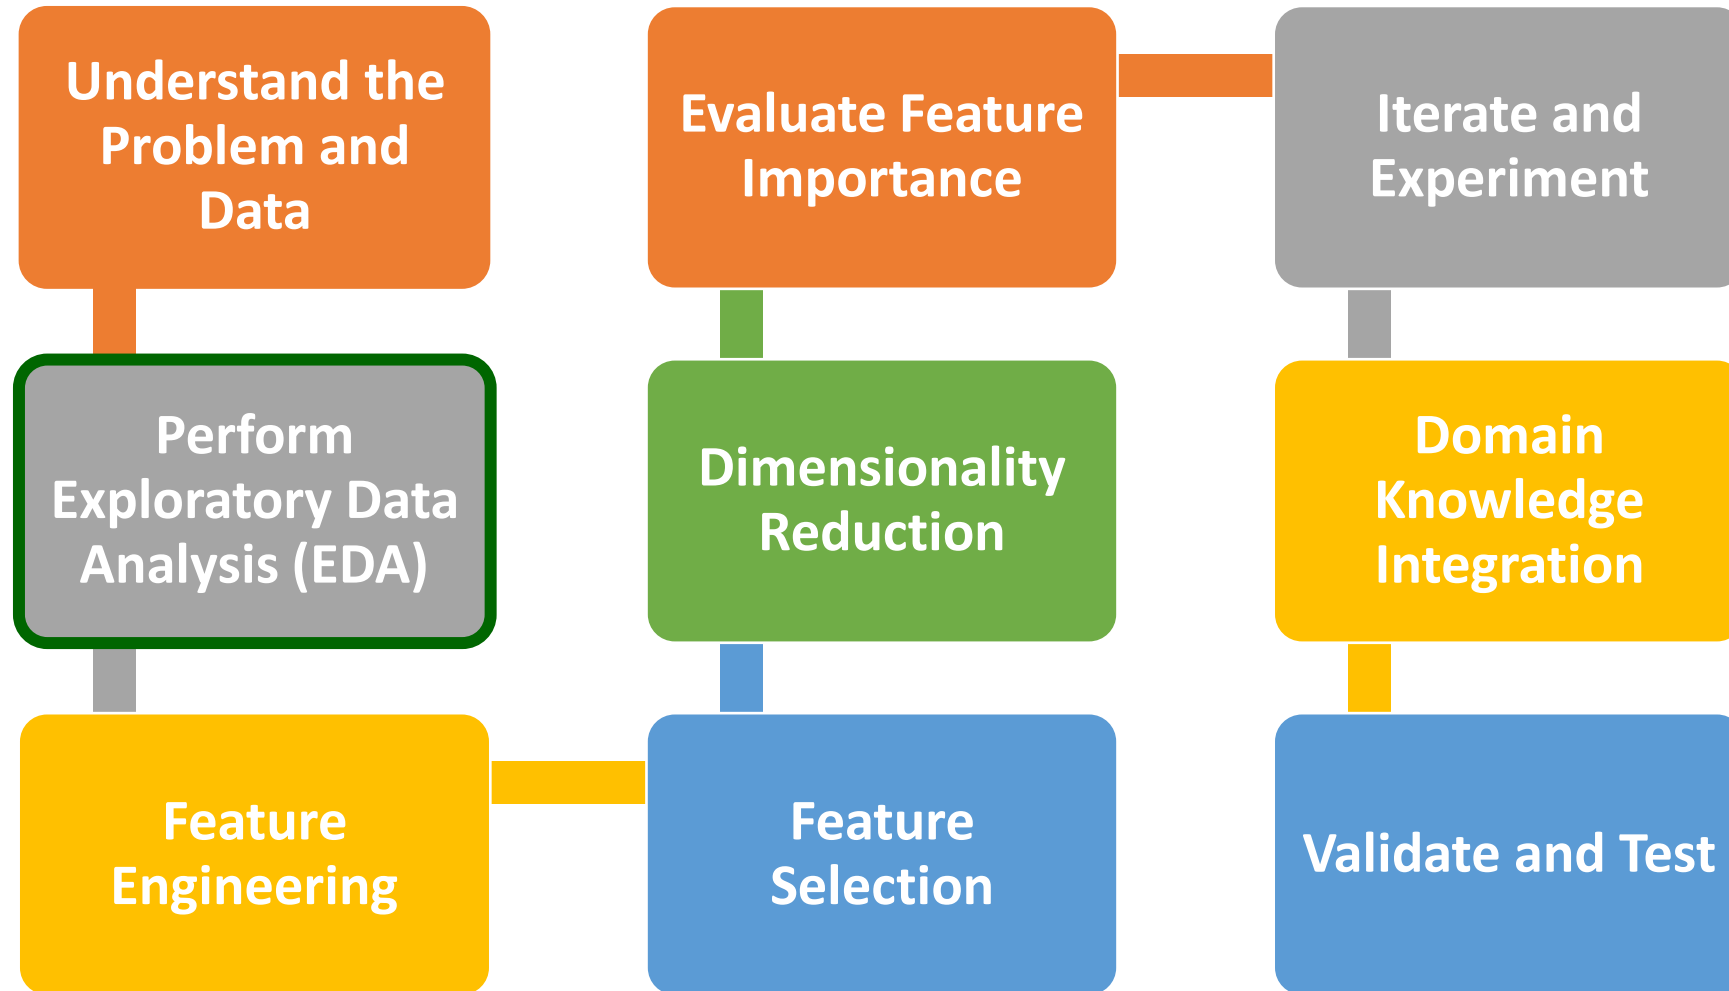 Understand the
Problem and
Data
Perform
Exploratory Data
Analysis (EDA)
Feature
Engineering
Feature
Selection
Dimensionality
Reduction
Evaluate Feature
Importance
Iterate and
Experiment
Domain
Knowledge
Integration
Validate and Test